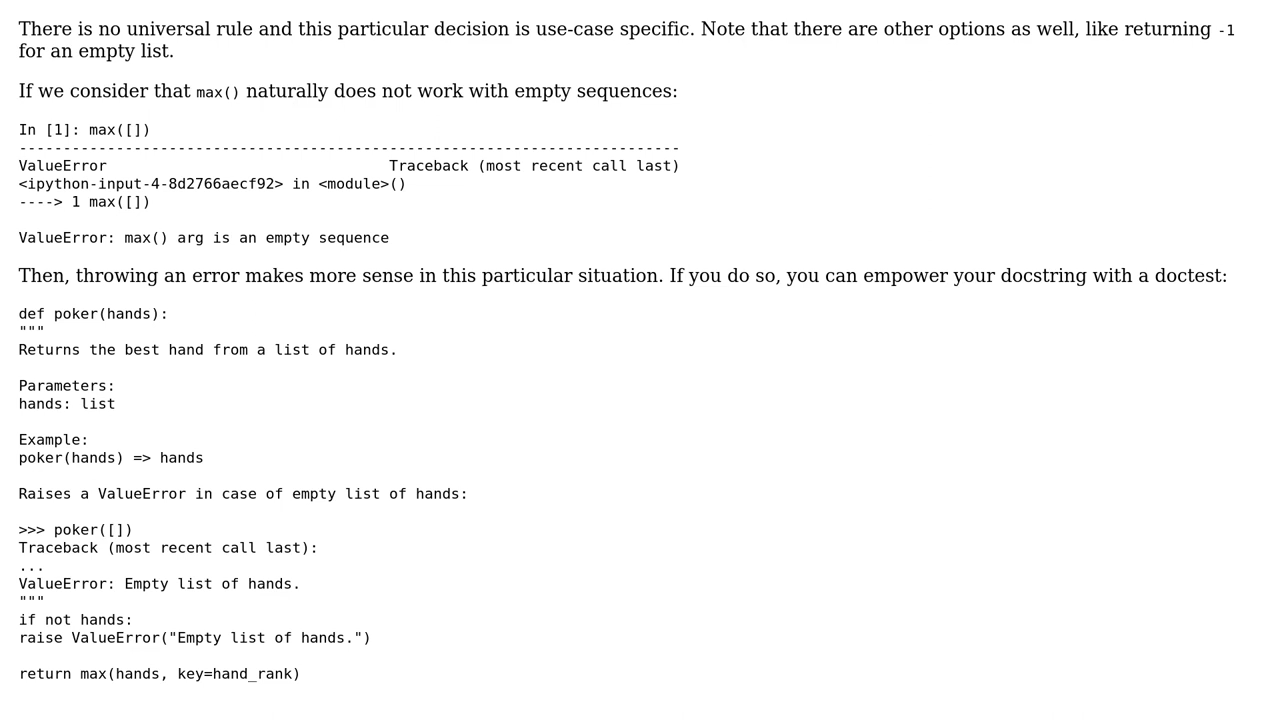 There is no universal rule and this particular decision is use-case specific. Note that there are other options as well, like returning -1
for an empty list.
If we consider that max() naturally does not work with empty sequences:
In [1]: max([])
---------------------------------------------------------------------------
ValueError                                Traceback (most recent call last)
<ipython-input-4-8d2766aecf92> in <module>()
----> 1 max([])
ValueError: max() arg is an empty sequence
Then, throwing an error makes more sense in this particular situation. If you do so, you can empower your docstring with a doctest:
def poker(hands):
"""
Returns the best hand from a list of hands.
Parameters:
hands: list
Example:
poker(hands) => hands
Raises a ValueError in case of empty list of hands:
>>> poker([])
Traceback (most recent call last):
...
ValueError: Empty list of hands.
"""
if not hands:
raise ValueError("Empty list of hands.")
return max(hands, key=hand_rank)